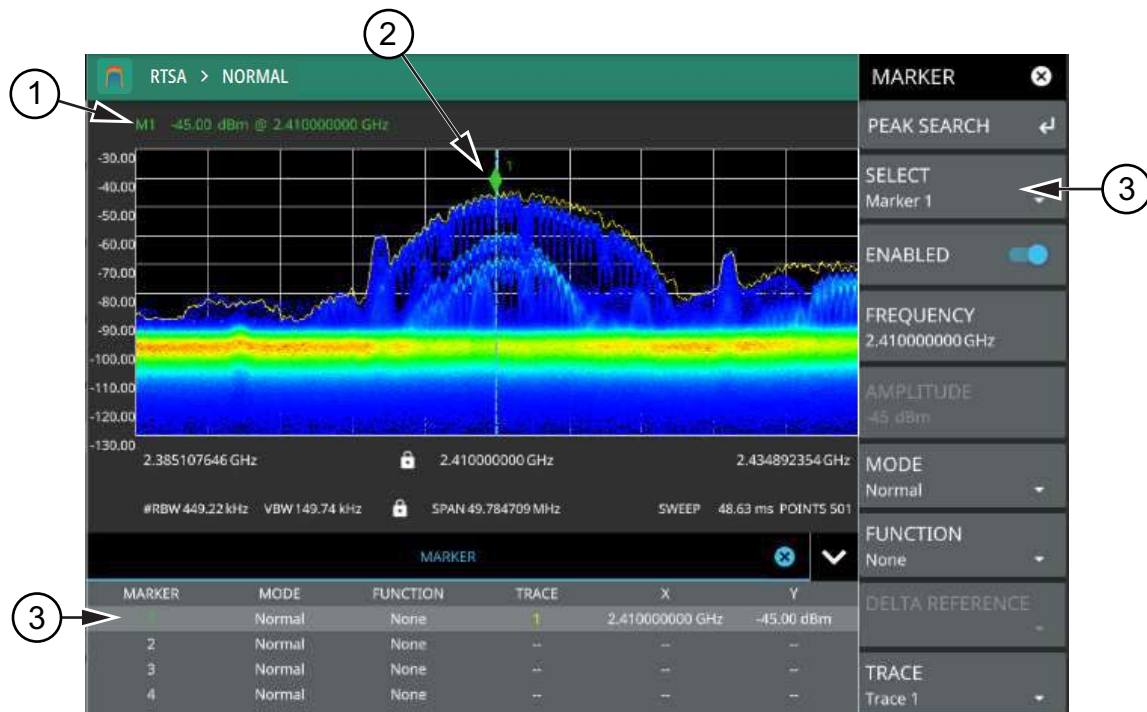 2
1
RTSA > NORMAL
MARKER
M1 -45.00 dBm @ 2.410000000 GHz
PEAK SEARCH
1
-30.00
-40.00
-50.00
-60.00
-70.00
-80.00
-90.00
-100.00
-110.00
-120.00
-130.00
SELECT
Marker 1
3
ENABLED
FREQUENCY
2.410000000 GHz
AMPLITUDE
-45 dBm
2.385107646 GHz 2.410000000 GHz 2.434892354 GHz
MODE
Normal
#RBW 449.22 kHz VBW 149.74 kHz SPAN 49.784709 MHz SWEEP 48.63 ms POINTS 501
FUNCTION
None
MARKER
MARKER MODE FUNCTION TRACE X Y
3
1 Normal None 1 2.410000000 GHz -45.00 dBm
2 Normal None -- -- --
3 Normal None -- -- --
4 Normal None -- -- --
DELTA REFERENCE
-
TRACE
Trace 1